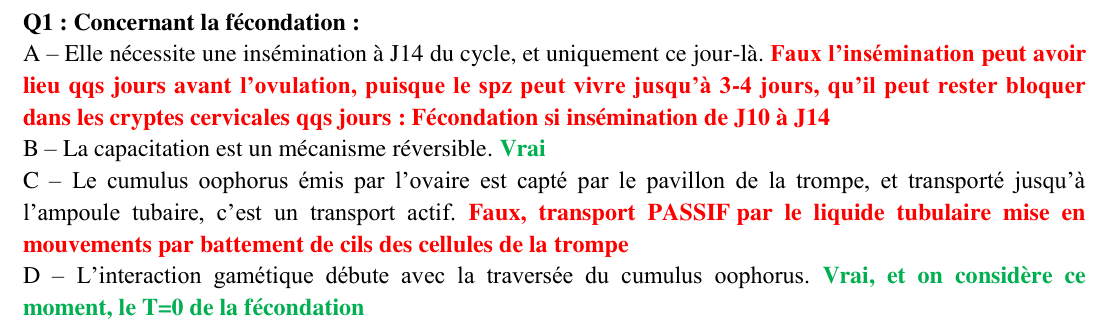 Q1 : Concernant la fécondation :
A – Elle nécessite une insémination à J14 du cycle, et uniquement ce jour-là. Faux l’insémination peut avoir
lieu qqs jours avant l’ovulation, puisque le spz peut vivre jusqu’à 3-4 jours, qu’il peut rester bloquer
dans les cryptes cervicales qqs jours : Fécondation si insémination de J10 à J14
B – La capacitation est un mécanisme réversible. Vrai
C – Le cumulus oophorus émis par l’ovaire est capté par le pavillon de la trompe, et transporté jusqu’à
l’ampoule tubaire, c’est un transport actif. Faux, transport PASSIF par le liquide tubulaire mise en
mouvements par battement de cils des cellules de la trompe
D – L’interaction gamétique débute avec la traversée du cumulus oophorus. Vrai, et on considère ce
moment, le T=0 de la fécondation